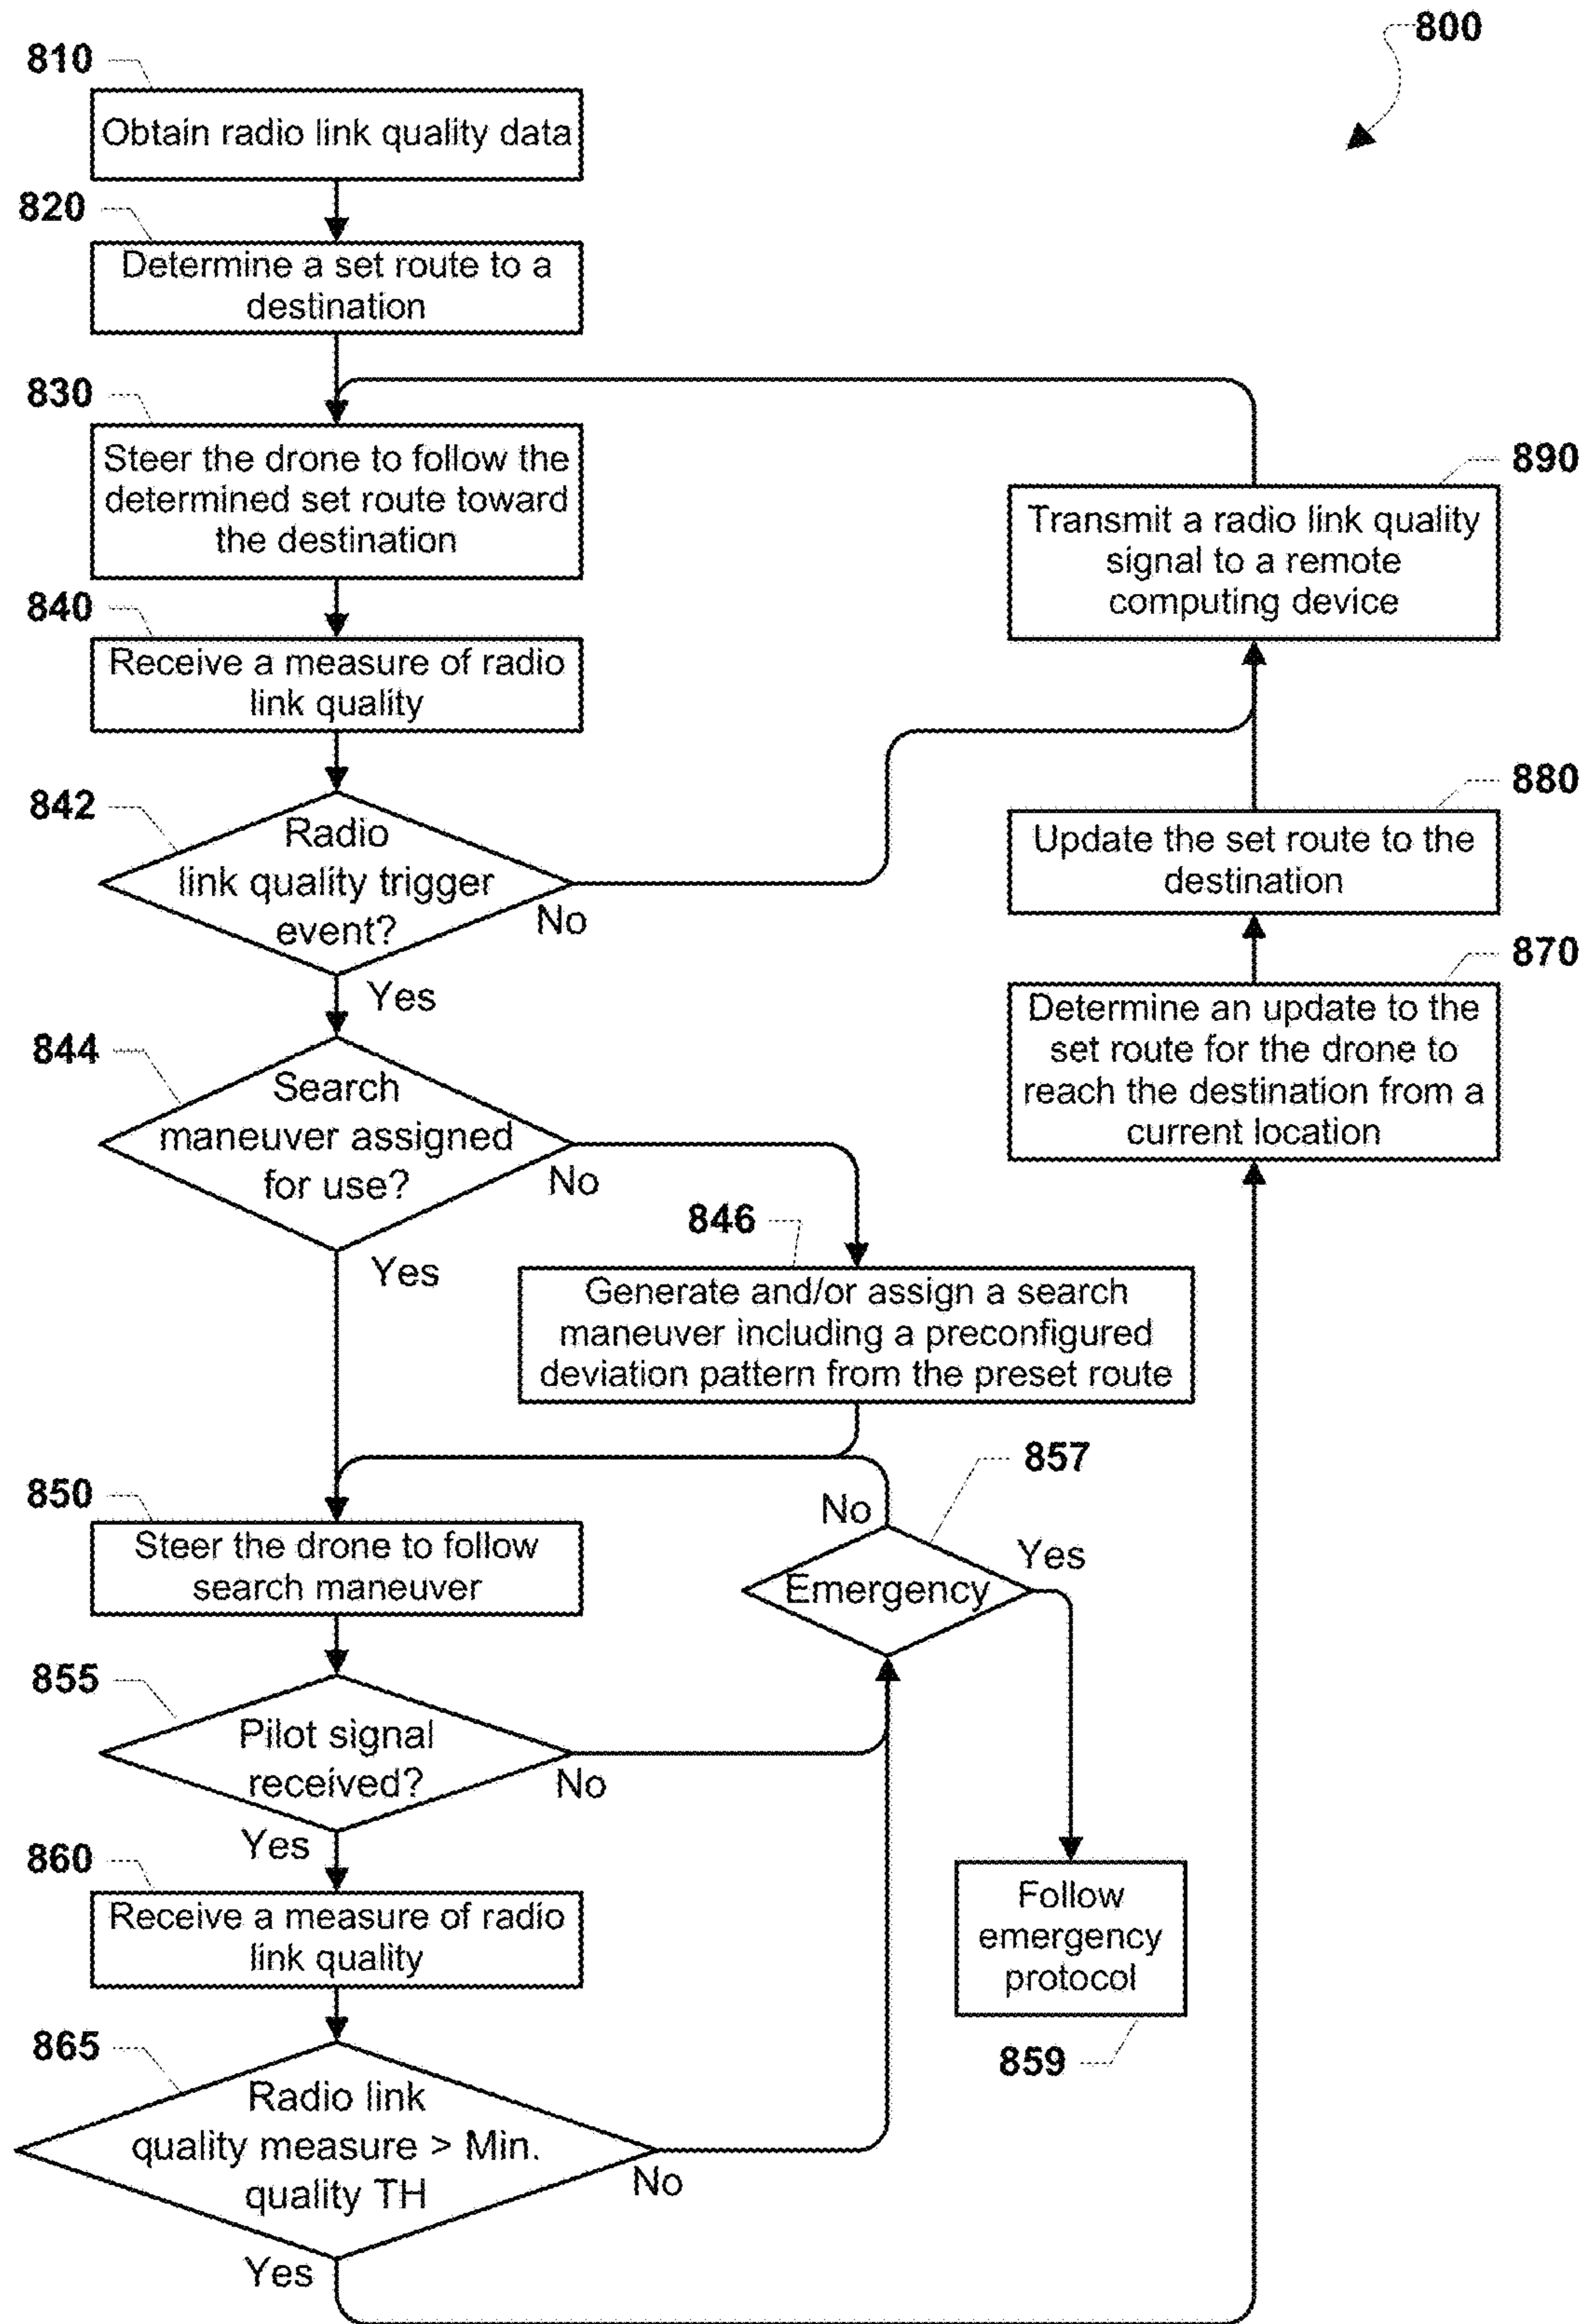 800
810
Obtain radio link quality data
820
Determine a set route to a
destination
830
Steer the drone to follow the
determined set route toward
the destination
890
Transmit a radio link quality
signal to a remote
computing device
840
Receive a measure of radio
link quality
842
Radio
link quality trigger
event?
No
Yes
880
Update the set route to the
destination
870
Determine an update to the
set route for the drone to
reach the destination from a
current location
844
Search
maneuver assigned
for use?
No
Yes
846
Generate and/or assign a search
maneuver including a preconfigured
deviation pattern from the preset route
857
No
Yes
Emergency
850
Steer the drone to follow
search maneuver
855
Pilot signal
received?
No
Yes
860
Receive a measure of radio
link quality
Follow
emergency
protocol
859
865
Radio link
quality measure > Min.
quality TH
No
Yes